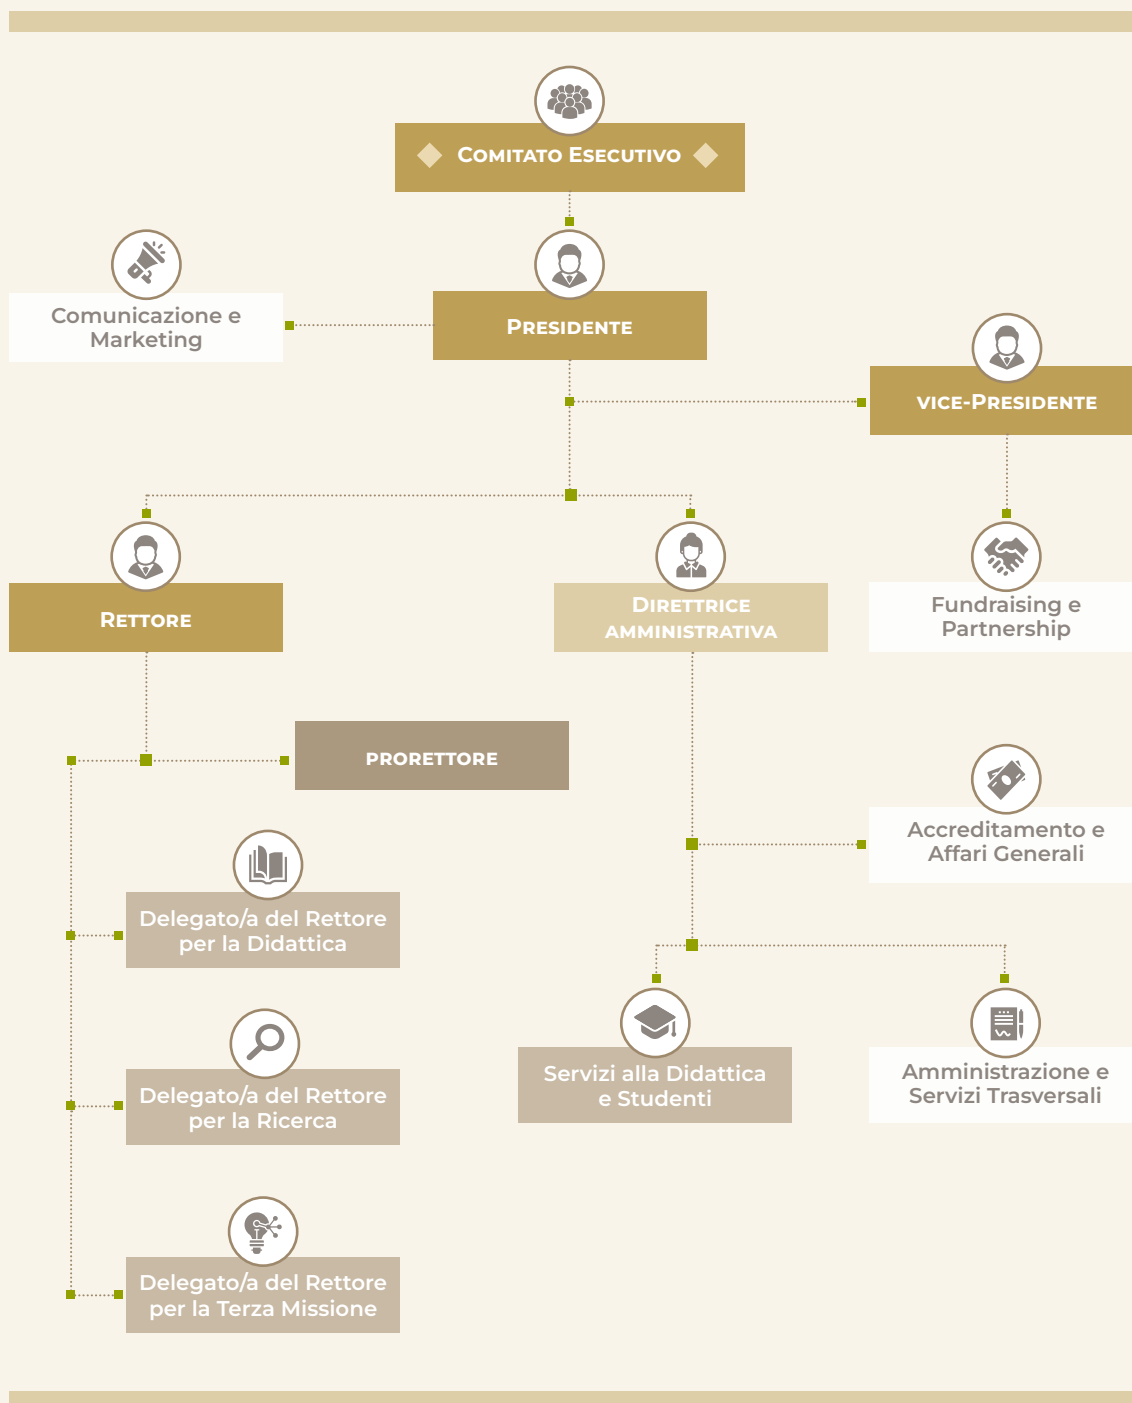 Comitato Esecutivo
Comunicazione e
Marketing
Presidente
vice-Presidente
Rettore
Direttrice
amministrativa
Fundraising e
Partnership
prorettore
Accreditamento e
Affari Generali
Delegato/a del Rettore
per la Didattica
Servizi alla Didattica
e Studenti
Amministrazione e
Servizi Trasversali
Delegato/a del Rettore
per la Ricerca
Delegato/a del Rettore
per la Terza Missione